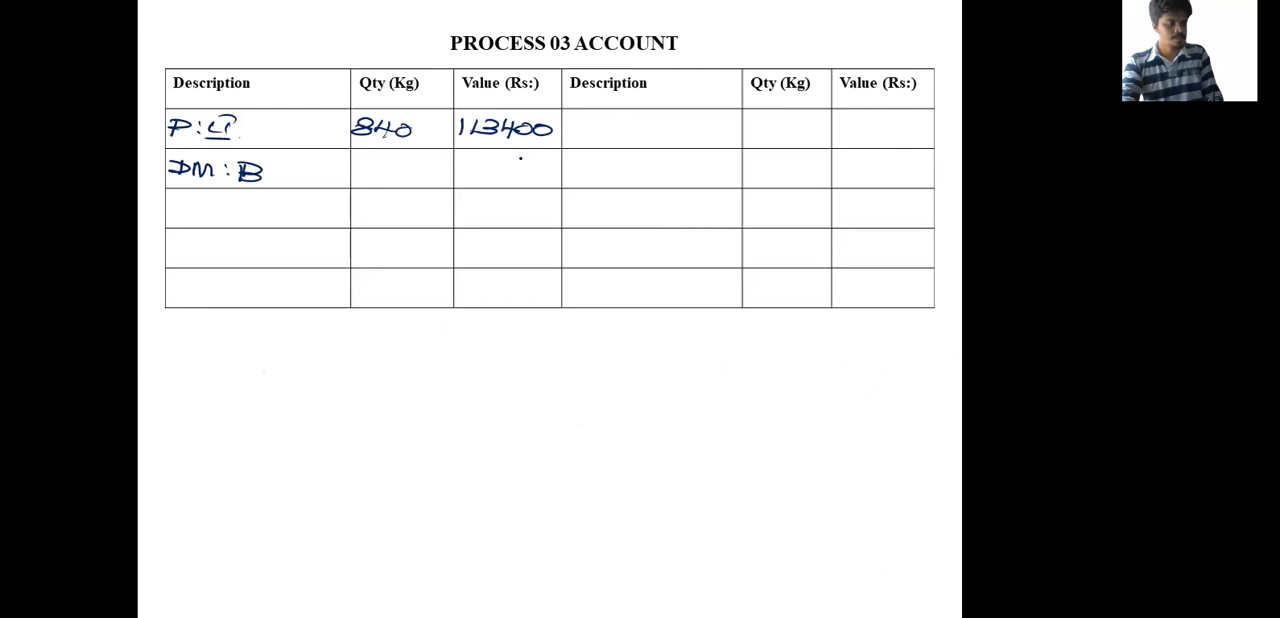 PROCESS 03 ACCOUNT
Description Qty (Kg) Value (Rs:) Description Qty (Kg) Value (Rs:)
P: 840 113400
DM: B